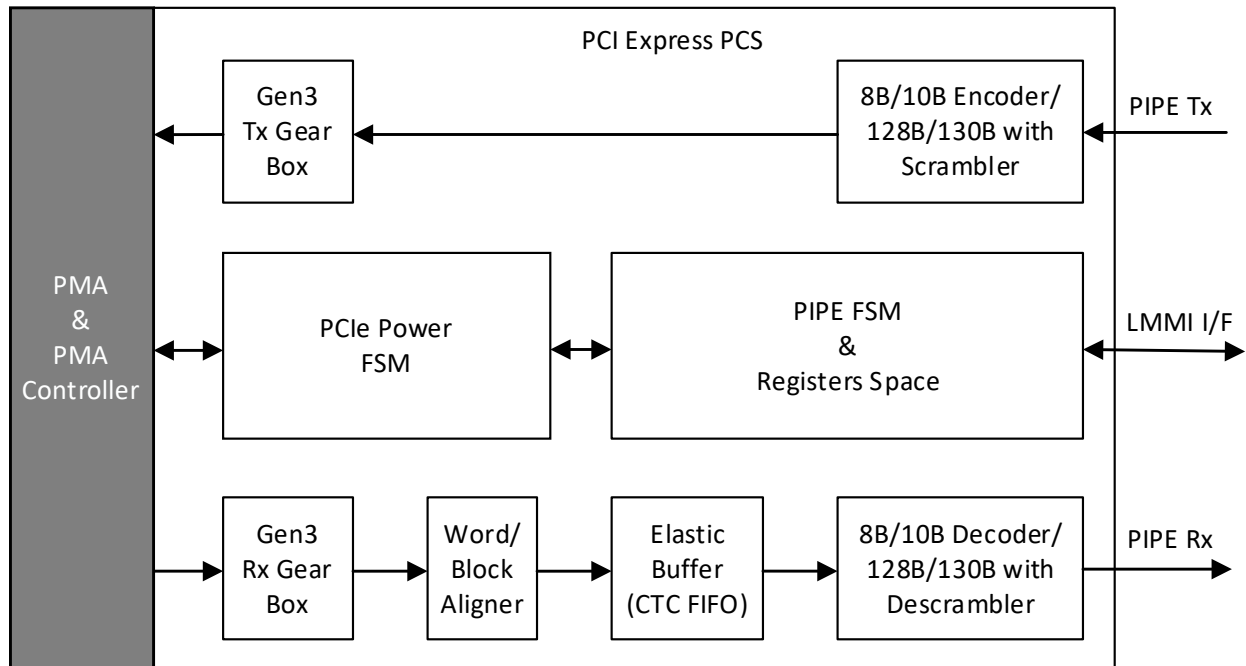 PCI Express PCS
Gen3
Tx Gear
Box
8B/10B Encoder/
128B/130B with
Scrambler
PIPE Tx
PMA
&
PMA
Controller
PCIe Power
FSM
PIPE FSM
&
Registers Space
LMMI I/F
Gen3
Rx Gear
Box
Word/
Block
Aligner
Elastic
Buffer
(CTC FIFO)
8B/10B Decoder/
128B/130B with
Descrambler
PIPE Rx